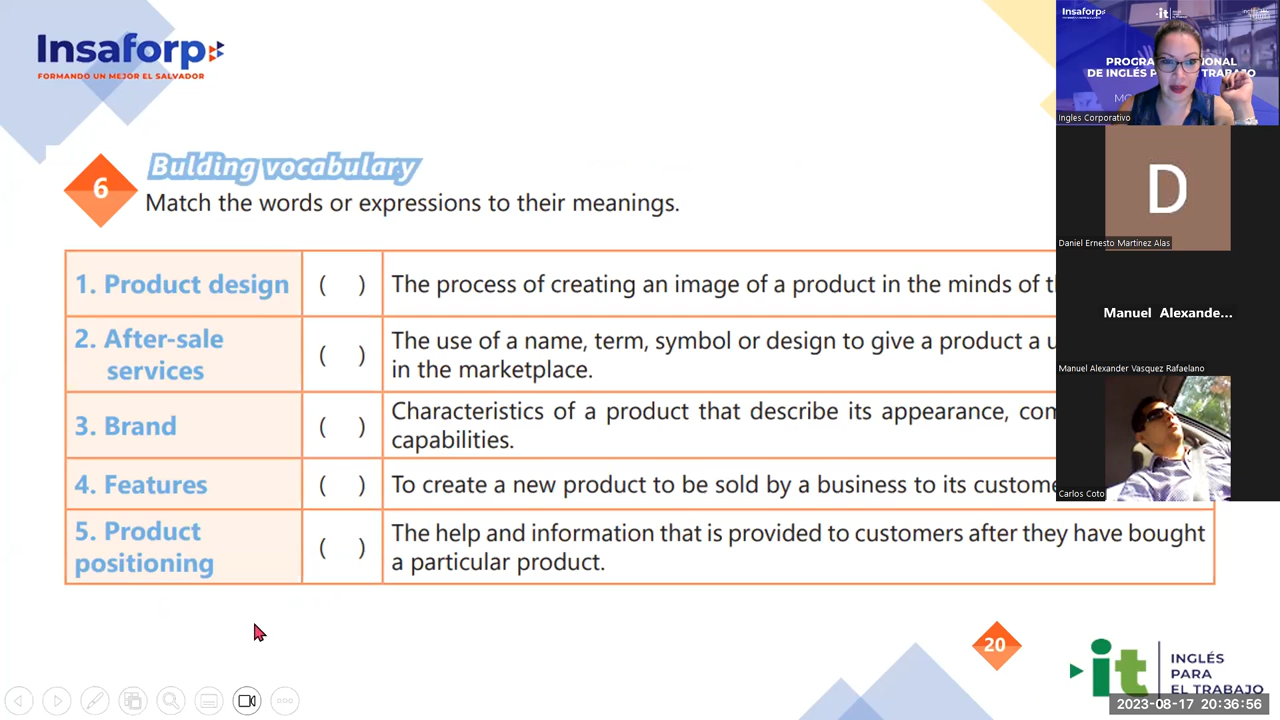 Insaforp
FORMANDO UN MEJOR EL SALVADOR
6
Bulding vocabulary
Match the words or expressions to their meanings.
1. Product design
( )
The process of creating an image of a product in the minds of
2. After-sale
services
( )
The use of a name, term, symbol or design to give a product a
in the marketplace.
3. Brand
( )
Characteristics of a product that describe its appearance,
capabilities.
4. Features
( )
To create a new product to be sold by a business to its
5. Product
positioning
( )
The help and information that is provided to customers after they have bought
a particular product.
20
it
INGLÉS
PARA
EL TRABAJO
2023-08-17 20:36:56
Insaforp
it
Ingles Corporativo
D
Daniel Ernesto Martinez Alas
Manuel Alexande...
Manuel Alexander Vasquez Rafaelano
Carlos Coto